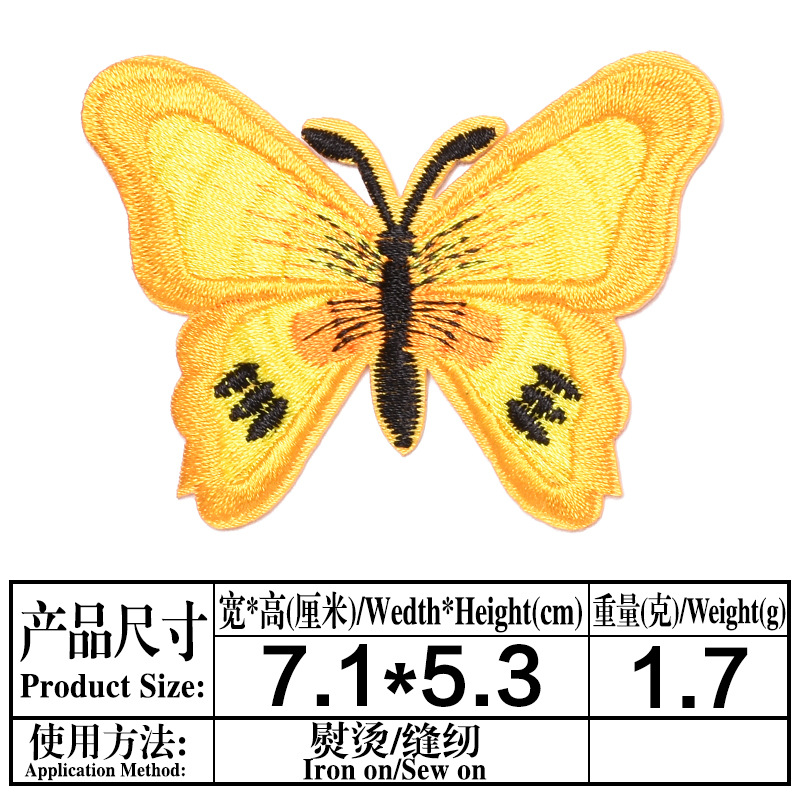 产品尺寸
Product Size:
宽*高(厘米)/Wedth*Height(cm)
重量(克)/Weight(g)
7.1*5.3
1.7
使用方法:
Application Method:
熨烫/缝纫
Iron on/Sew on